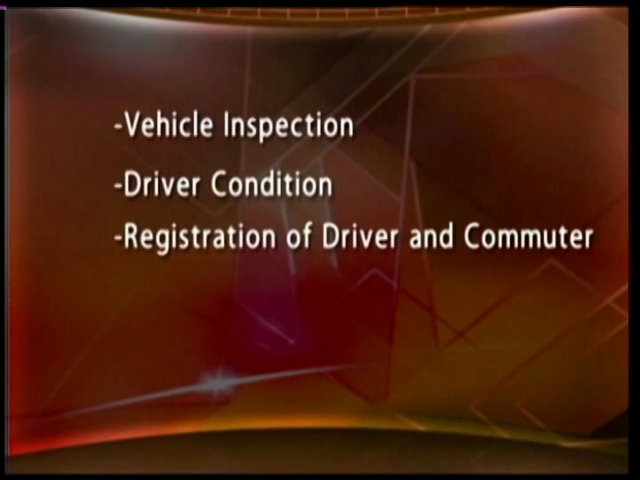 -Vehicle Inspection
-Driver Condition
-Registration of Driver and Commuter